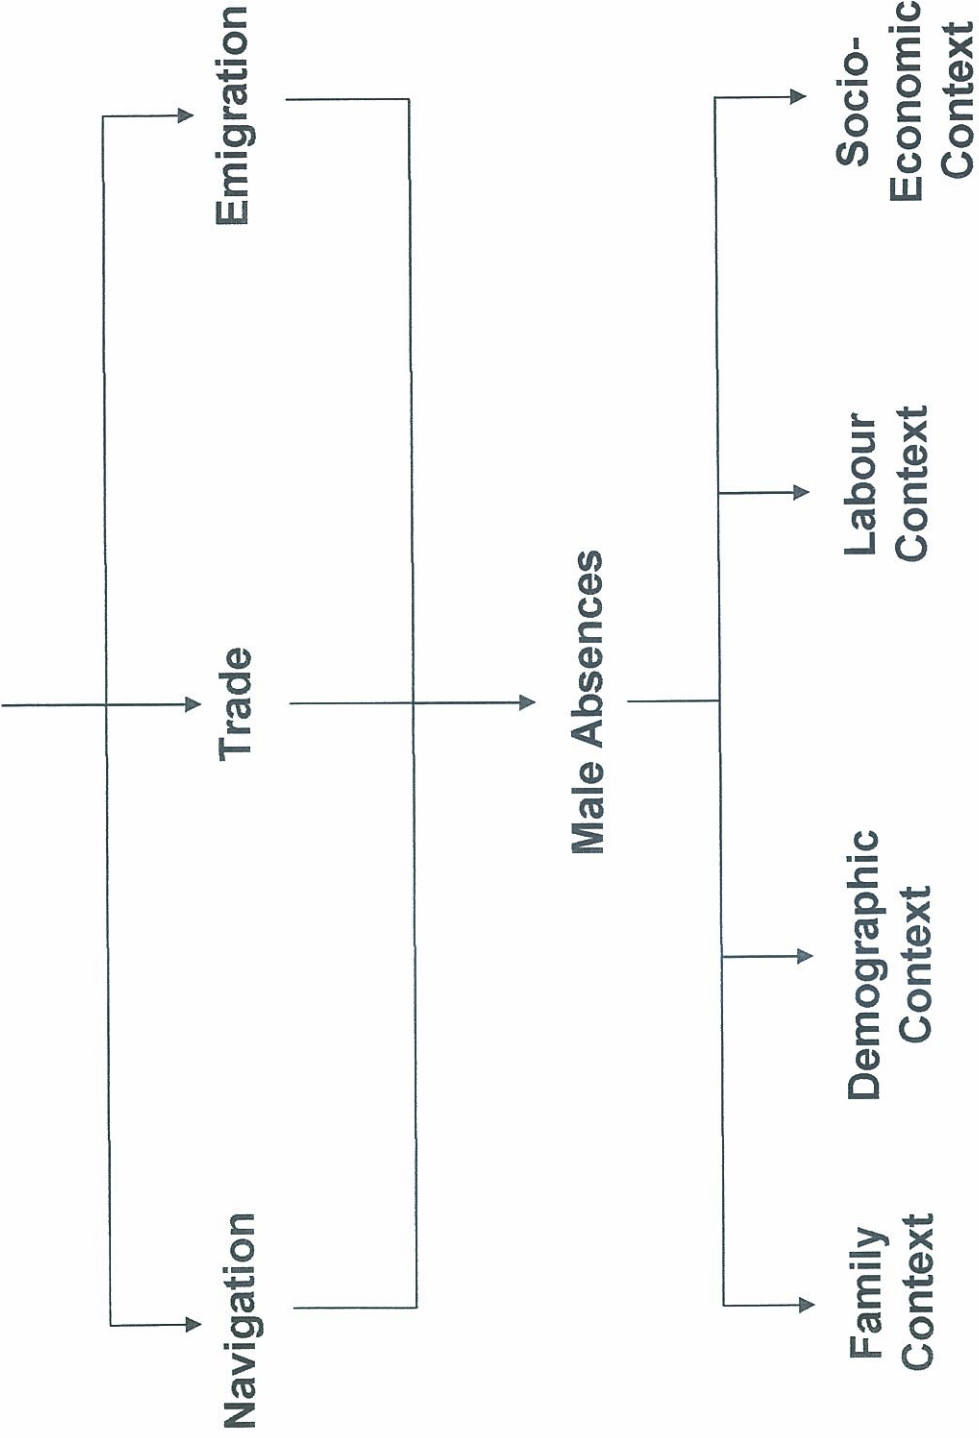 Navigation
Trade
Emigration
Male Absences
Family
Context
Demographic
Context
Labour
Context
Socio-
Economic
Context